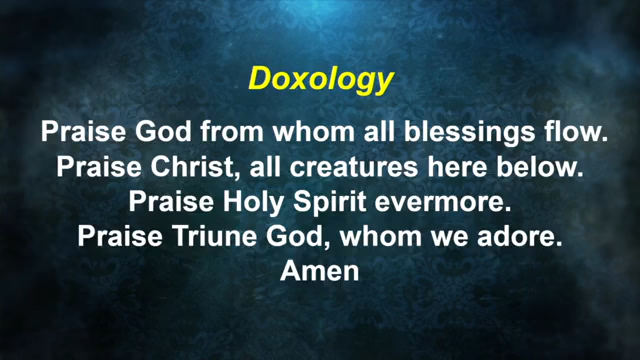 Doxology
Praise God from whom all blessings flow.
Praise Christ, all creatures here below.
Praise Holy Spirit evermore.
Praise Triune God, whom we adore.
Amen